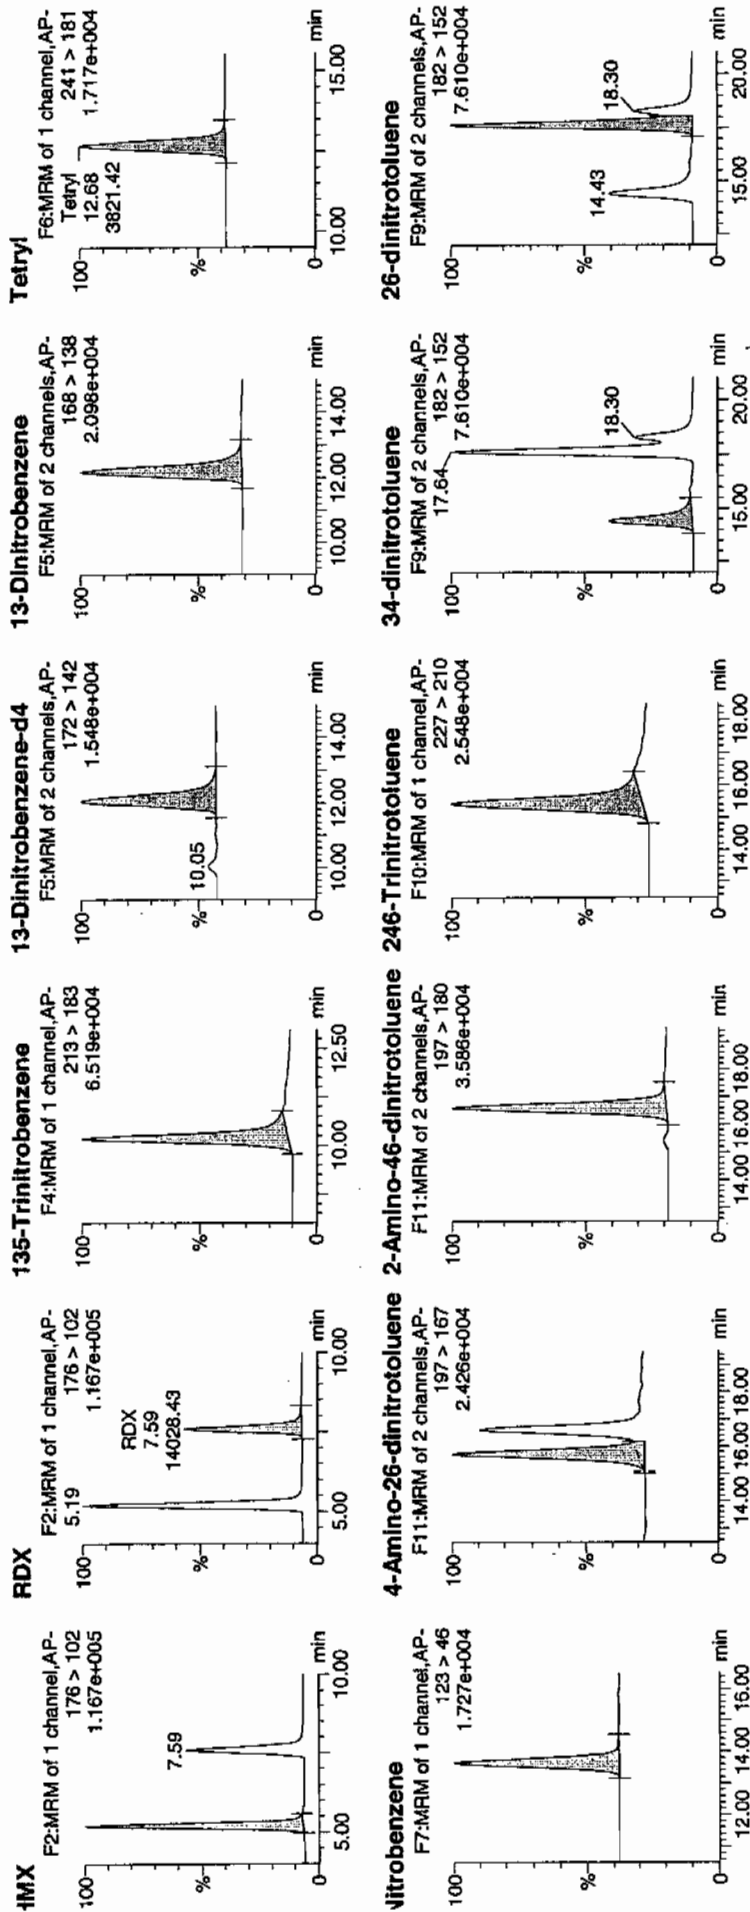 HMX
F2:MRM of 1 channel,AP-
176 > 102
1.167e+005
100
7.59
%
0
5.00
10.00
min
RDX
F2:MRM of 1 channel,AP-
176 > 102
1.167e+005
100
5.19
RDX
7.59
14028.43
%
0
5.00
10.00
min
135-Trinitrobenzene
F4:MRM of 1 channel,AP-
213 > 183
6.519e+004
100
%
0
10.00
12.50
min
13-Dinitrobenzene-d4
F5:MRM of 2 channels,AP-
172 > 142
1.548e+004
100
%
10.05
0
10.00
12.00
14.00
min
13-Dinitrobenzene
F5:MRM of 2 channels,AP-
168 > 138
2.098e+004
100
%
0
10.00
12.00
14.00
min
Tetryl
F6:MRM of 1 channel,AP-
241 > 181
1.717e+004
100
Tetryl
12.68
3821.42
%
0
10.00
15.00
min
Nitrobenzene
F7:MRM of 1 channel,AP-
123 > 46
1.727e+004
100
%
0
12.00
14.00
16.00
min
4-Amino-26-dinitrotoluene
F11:MRM of 2 channels,AP-
197 > 167
2.426e+004
100
%
0
14.00
16.00
18.00
min
2-Amino-46-dinitrotoluene
F11:MRM of 2 channels,AP-
197 > 180
3.586e+004
100
%
0
14.00
16.00
18.00
min
246-Trinitrotoluene
F10:MRM of 1 channel,AP-
227 > 210
2.548e+004
100
%
0
14.00
16.00
18.00
min
34-dinitrotoluene
F9:MRM of 2 channels,AP-
182 > 152
17.64
7.610e+004
100
18.30
%
0
15.00
20.00
min
26-dinitrotoluene
F9:MRM of 2 channels,AP-
182 > 152
7.610e+004
100
14.43
18.30
%
0
15.00
20.00
min